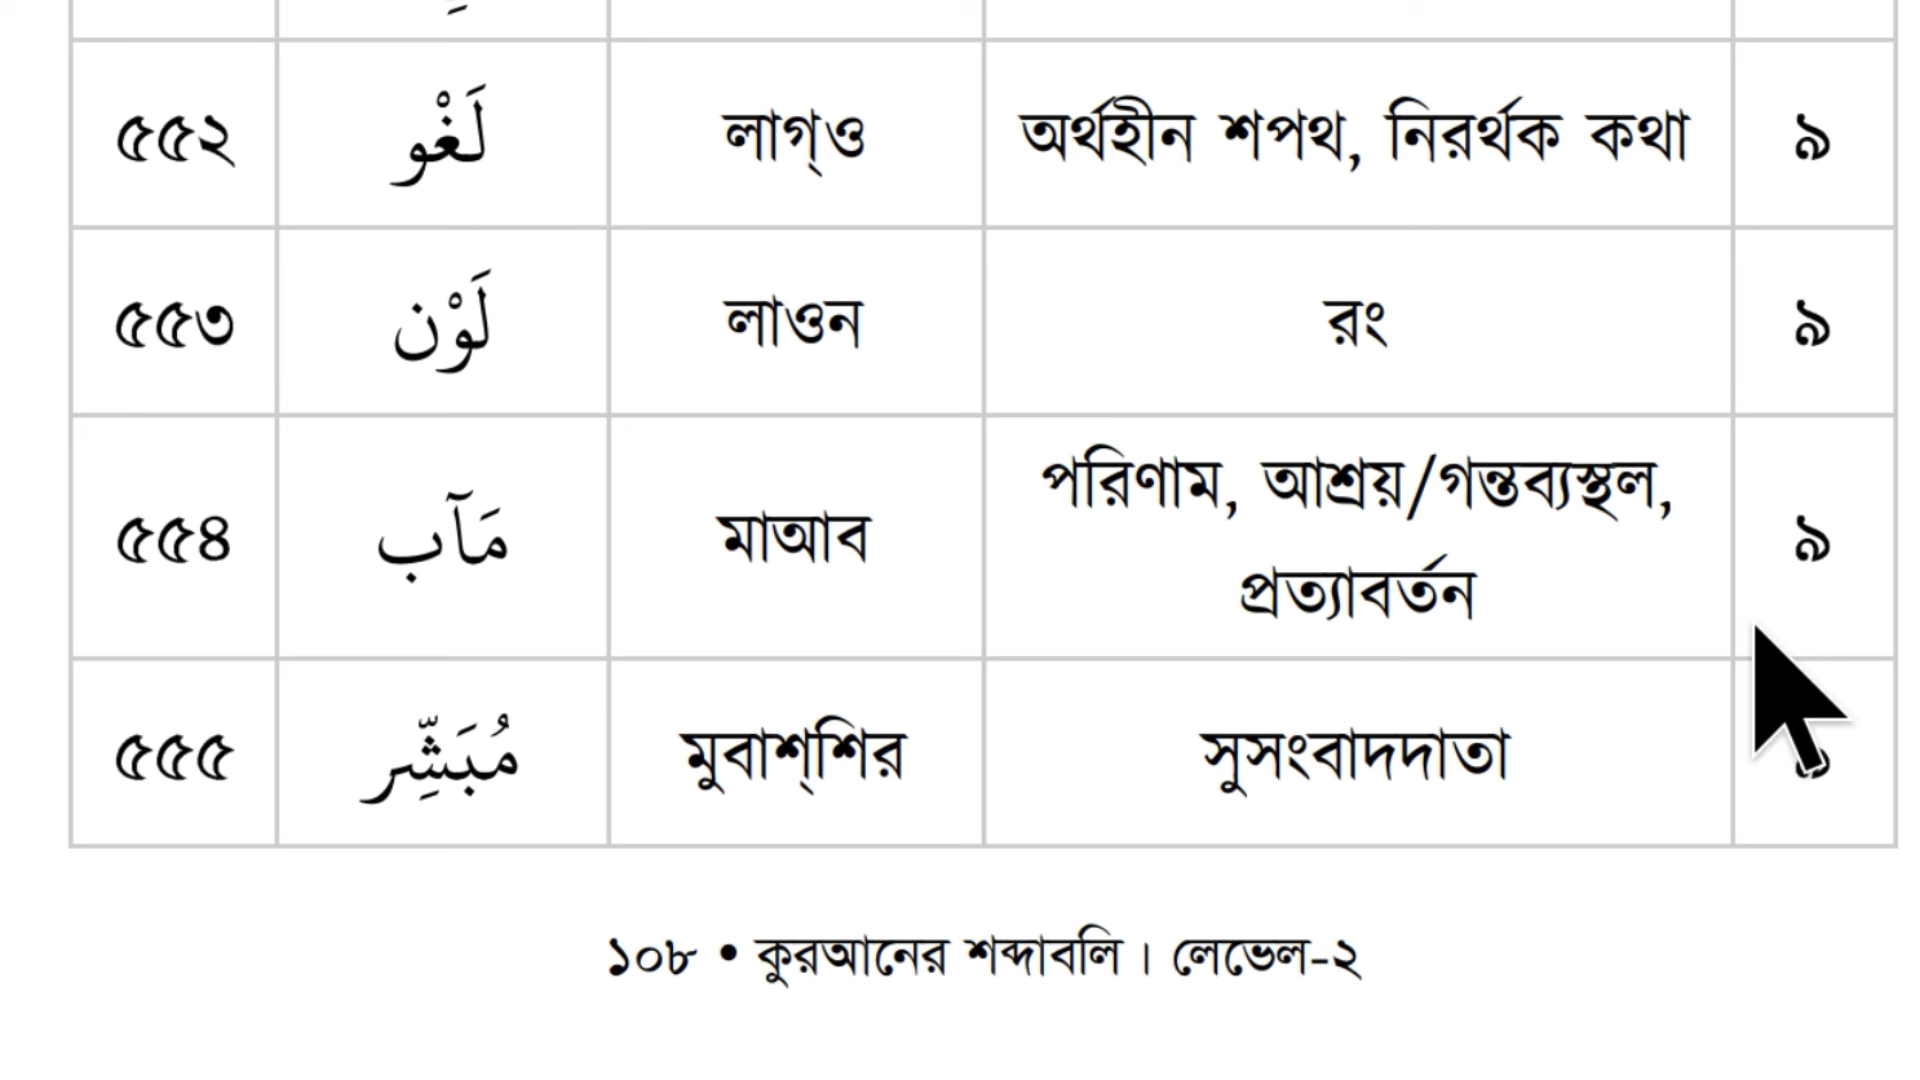 ৫৫২ لَغْو লাগ্‌ও অর্থহীন শপথ, নিরর্থক কথা ৯
৫৫৩ لَوْن লাওন রং ৯
৫৫৪ مَآب মাআব পরিণাম, আশ্রয়/গন্তব্যস্থল, ৯
প্রত্যাবর্তন
৫৫৫ مُبَشِّر মুবাশ্‌শির সুসংবাদদাতা
১০৮ • কুরআনের শব্দাবলি। লেভেল-২